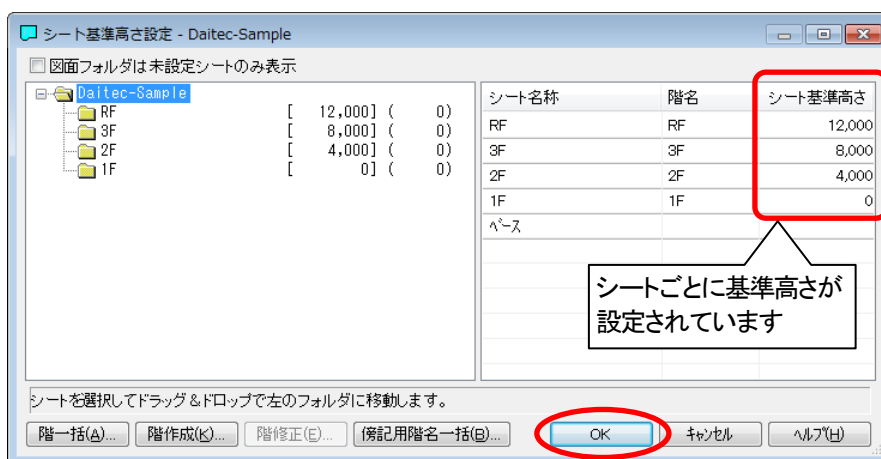 シート基準高さ設定 - Daitec-Sample
図面フォルダは未設定シートのみ表示
Daitec-Sample
RF [ 12,000] ( 0)
3F [ 8,000] ( 0)
2F [ 4,000] ( 0)
1F [ 0] ( 0)
シート名称 階名 シート基準高さ
RF RF 12,000
3F 3F 8,000
2F 2F 4,000
1F 1F 0
ﾍﾞｰｽ
シートごとに基準高さが
設定されています
シートを選択してドラッグ&ドロップで左のフォルダに移動します。
階一括(A)... 階作成(K)... 階修正(E)... 傍記用階名一括(B)... OK ｷｬﾝｾﾙ ﾍﾙﾌﾟ(H)